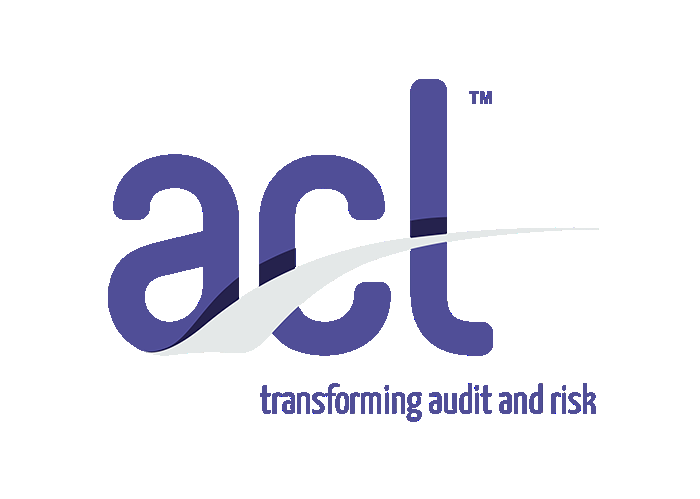 acl™
transforming audit and risk